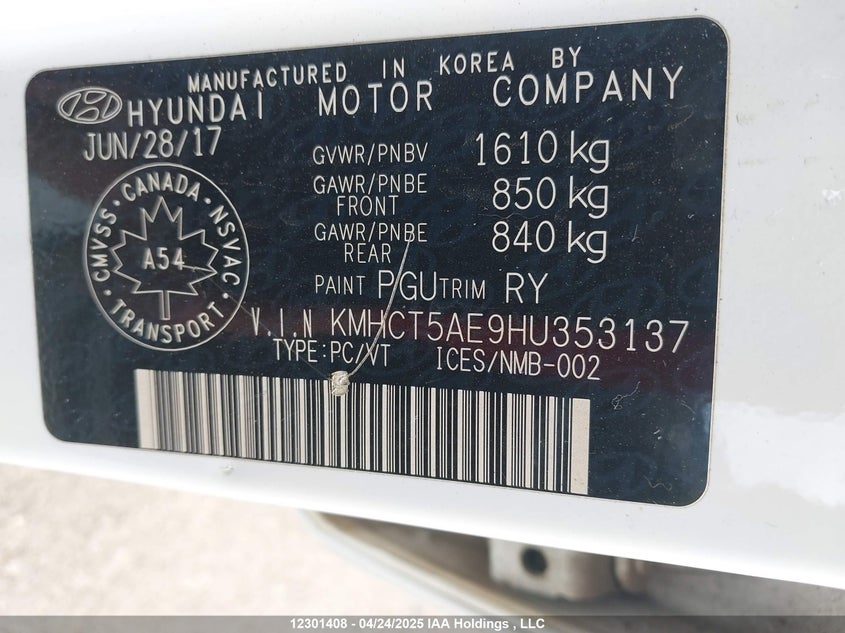 MANUFACTURED IN KOREA BY
HYUNDAI MOTOR COMPANY
JUN/28/17
GVWR/PNBV 1610 kg
GAWR/PNBE FRONT 850 kg
GAWR/PNBE REAR 840 kg
PAINT PGU TRIM RY
CMVSS · CANADA · NSVAC · TRANSPORT
A54
V.I.N KMHCT5AE9HU353137
TYPE:PC/VT ICES/NMB-002
12301408 - 04/24/2025 IAA Holdings , LLC